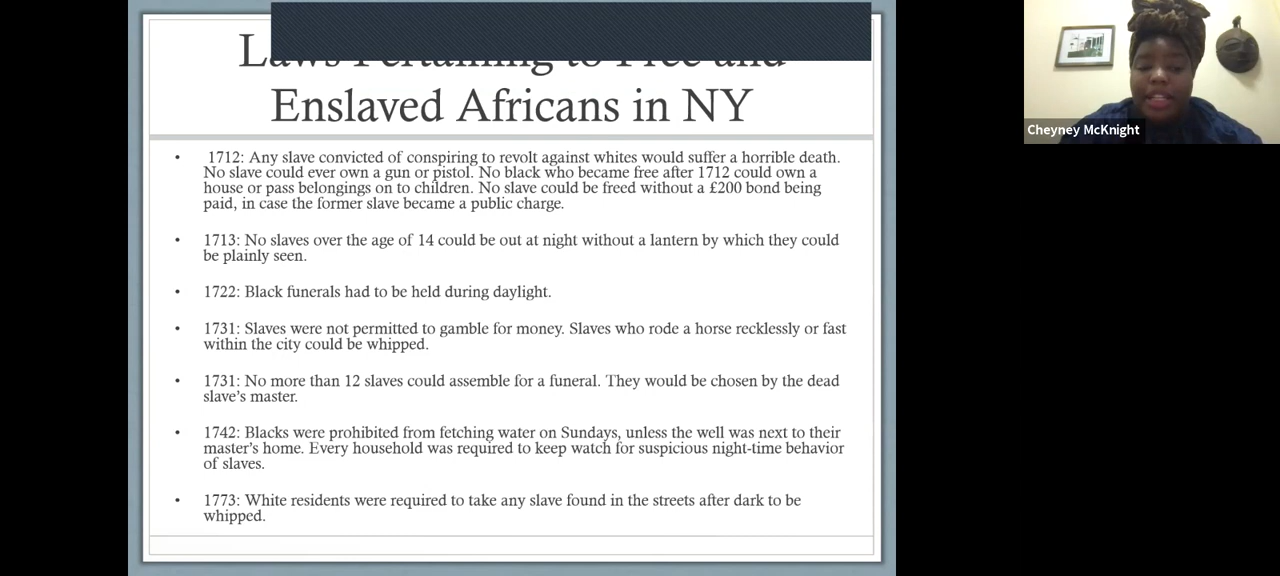 Laws Pertaining to Free and
Enslaved Africans in NY
• 1712: Any slave convicted of conspiring to revolt against whites would suffer a horrible death.
No slave could ever own a gun or pistol. No black who became free after 1712 could own a
house or pass belongings on to children. No slave could be freed without a £200 bond being
paid, in case the former slave became a public charge.
• 1713: No slaves over the age of 14 could be out at night without a lantern by which they could
be plainly seen.
• 1722: Black funerals had to be held during daylight.
• 1731: Slaves were not permitted to gamble for money. Slaves who rode a horse recklessly or fast
within the city could be whipped.
• 1731: No more than 12 slaves could assemble for a funeral. They would be chosen by the dead
slave's master.
• 1742: Blacks were prohibited from fetching water on Sundays, unless the well was next to their
master's home. Every household was required to keep watch for suspicious night-time behavior
of slaves.
• 1773: White residents were required to take any slave found in the streets after dark to be
whipped.
Cheyney McKnight